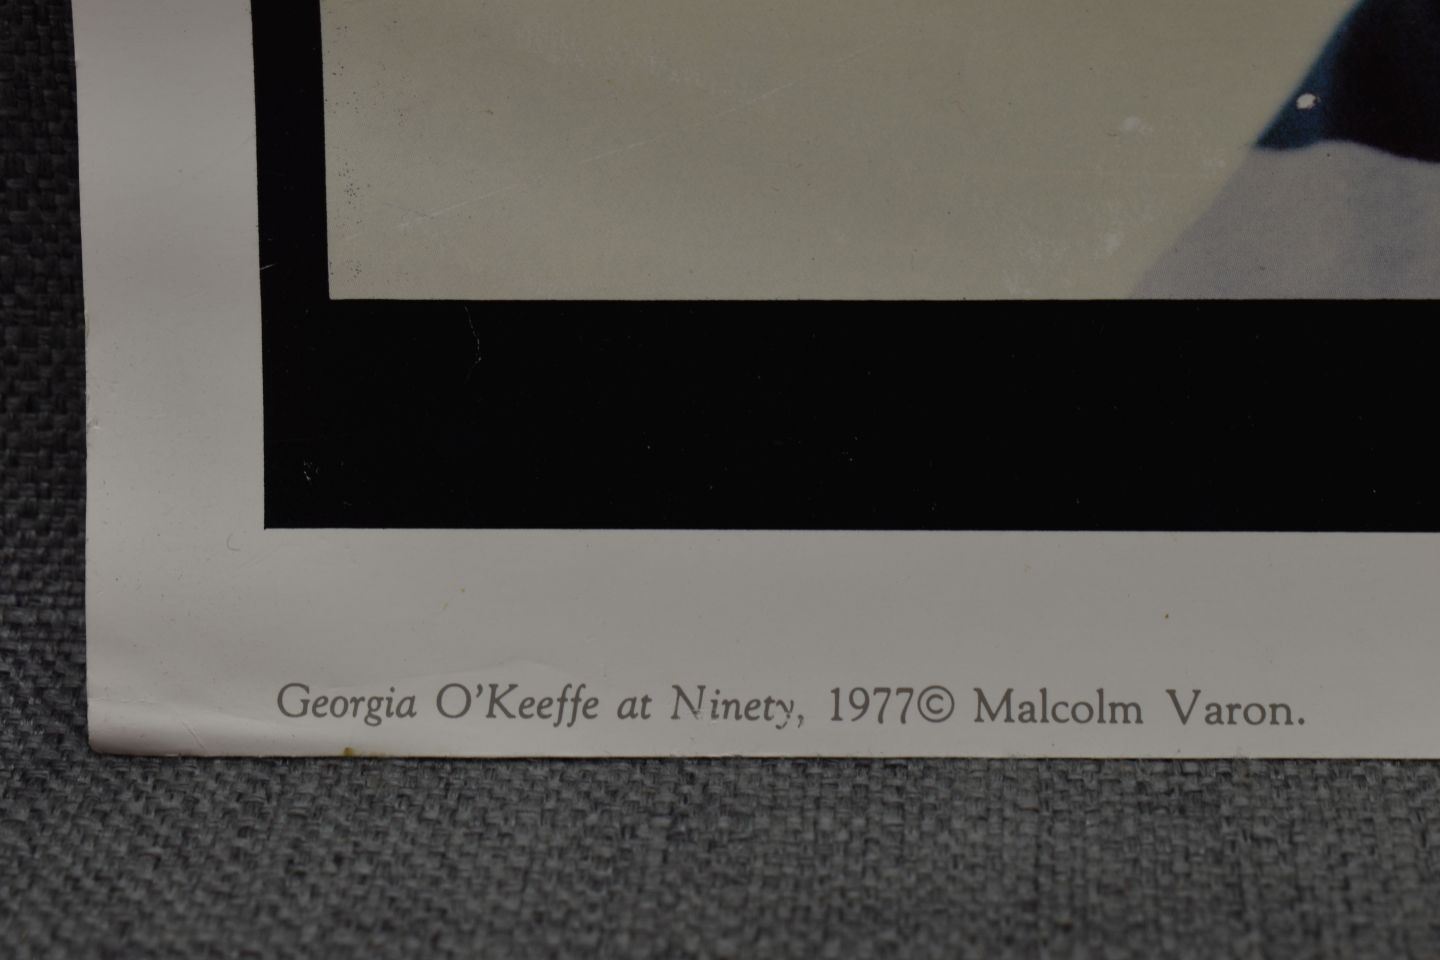 Georgia O'Keeffe at Ninety, 1977© Malcolm Varon.